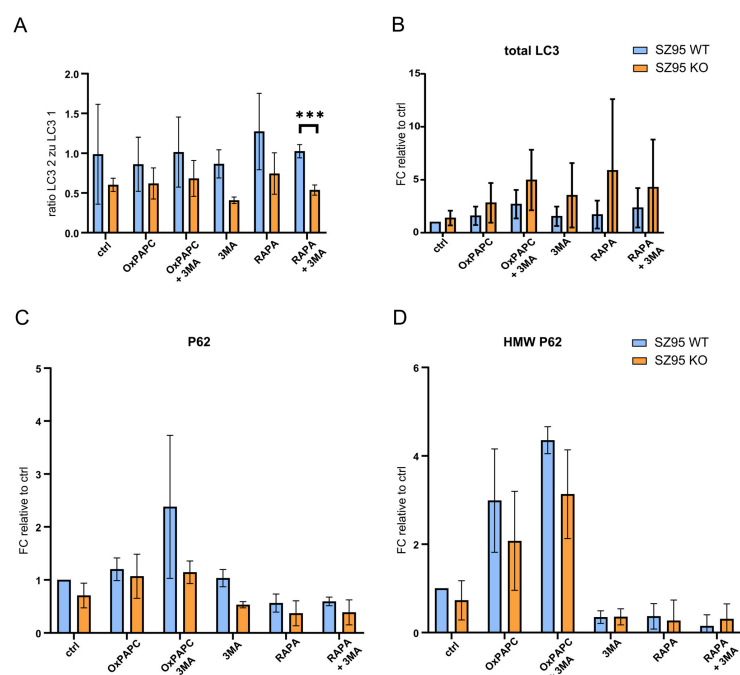 A
ratio LC3 2 zu LC3 1
2.0
1.5
1.0
0.5
0.0
***
ctrl
OxPAPC
OxPAPC
+ 3MA
3MA
RAPA
RAPA
+ 3MA
B
total LC3
SZ95 WT
SZ95 KO
FC relative to ctrl
15
10
5
0
ctrl
OxPAPC
OxPAPC
+ 3MA
3MA
RAPA
RAPA
+ 3MA
C
P62
FC relative to ctrl
5
4
3
2
1
0
ctrl
OxPAPC
OxPAPC
3MA
3MA
RAPA
RAPA
+ 3MA
D
HMW P62
SZ95 WT
SZ95 KO
FC relative to ctrl
6
4
2
0
ctrl
OxPAPC
OxPAPC
3MA
3MA
RAPA
RAPA
+ 3MA